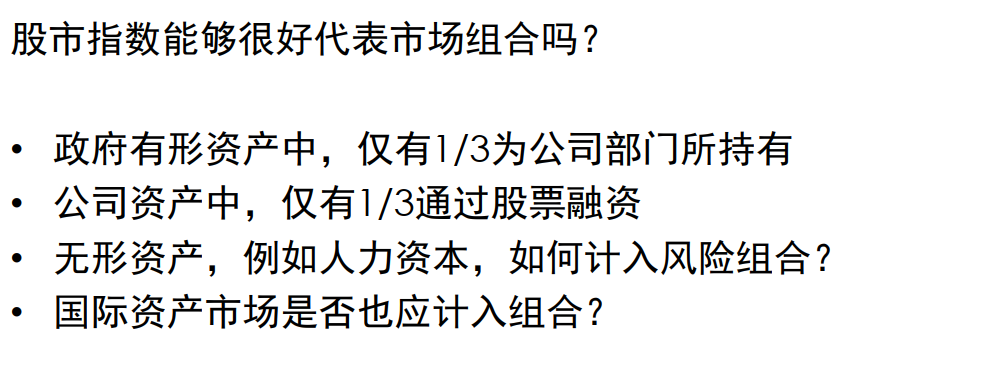 股市指数能够很好代表市场组合吗？
• 政府有形资产中，仅有1/3为公司部门所持有
• 公司资产中，仅有1/3通过股票融资
• 无形资产，例如人力资本，如何计入风险组合？
• 国际资产市场是否也应计入组合？